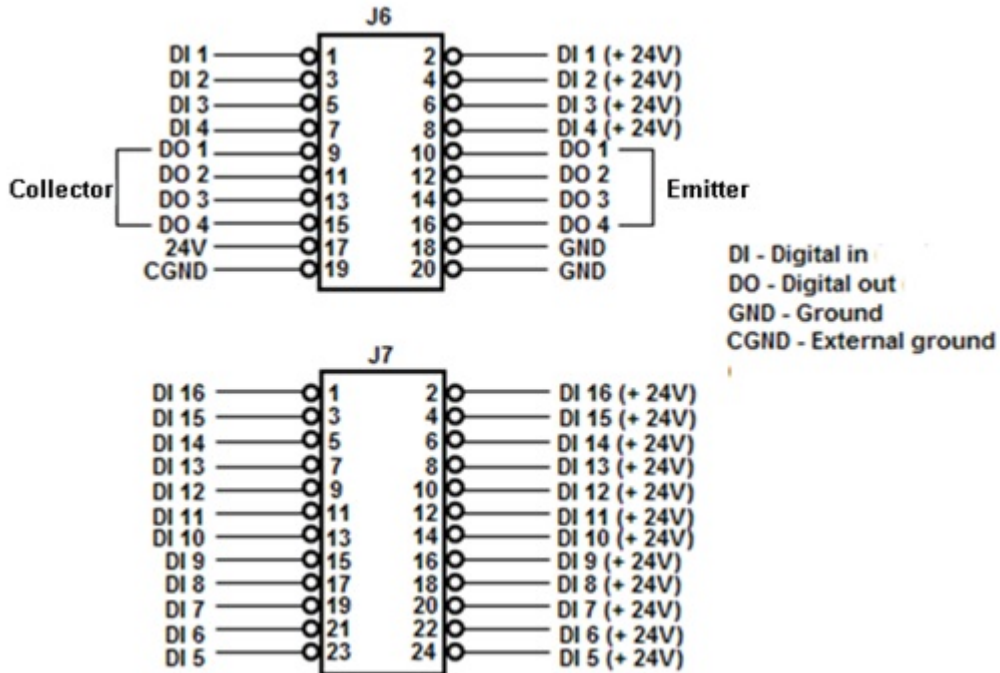 J6
DI 1 1 2 DI 1 (+ 24V)
DI 2 3 4 DI 2 (+ 24V)
DI 3 5 6 DI 3 (+ 24V)
DI 4 7 8 DI 4 (+ 24V)
DO 1 9 10 DO 1
DO 2 11 12 DO 2
Collector Emitter
DO 3 13 14 DO 3
DO 4 15 16 DO 4
24V 17 18 GND
CGND 19 20 GND
DI - Digital in
DO - Digital out
GND - Ground
CGND - External ground
J7
DI 16 1 2 DI 16 (+ 24V)
DI 15 3 4 DI 15 (+ 24V)
DI 14 5 6 DI 14 (+ 24V)
DI 13 7 8 DI 13 (+ 24V)
DI 12 9 10 DI 12 (+ 24V)
DI 11 11 12 DI 11 (+ 24V)
DI 10 13 14 DI 10 (+ 24V)
DI 9 15 16 DI 9 (+ 24V)
DI 8 17 18 DI 8 (+ 24V)
DI 7 19 20 DI 7 (+ 24V)
DI 6 21 22 DI 6 (+ 24V)
DI 5 23 24 DI 5 (+ 24V)